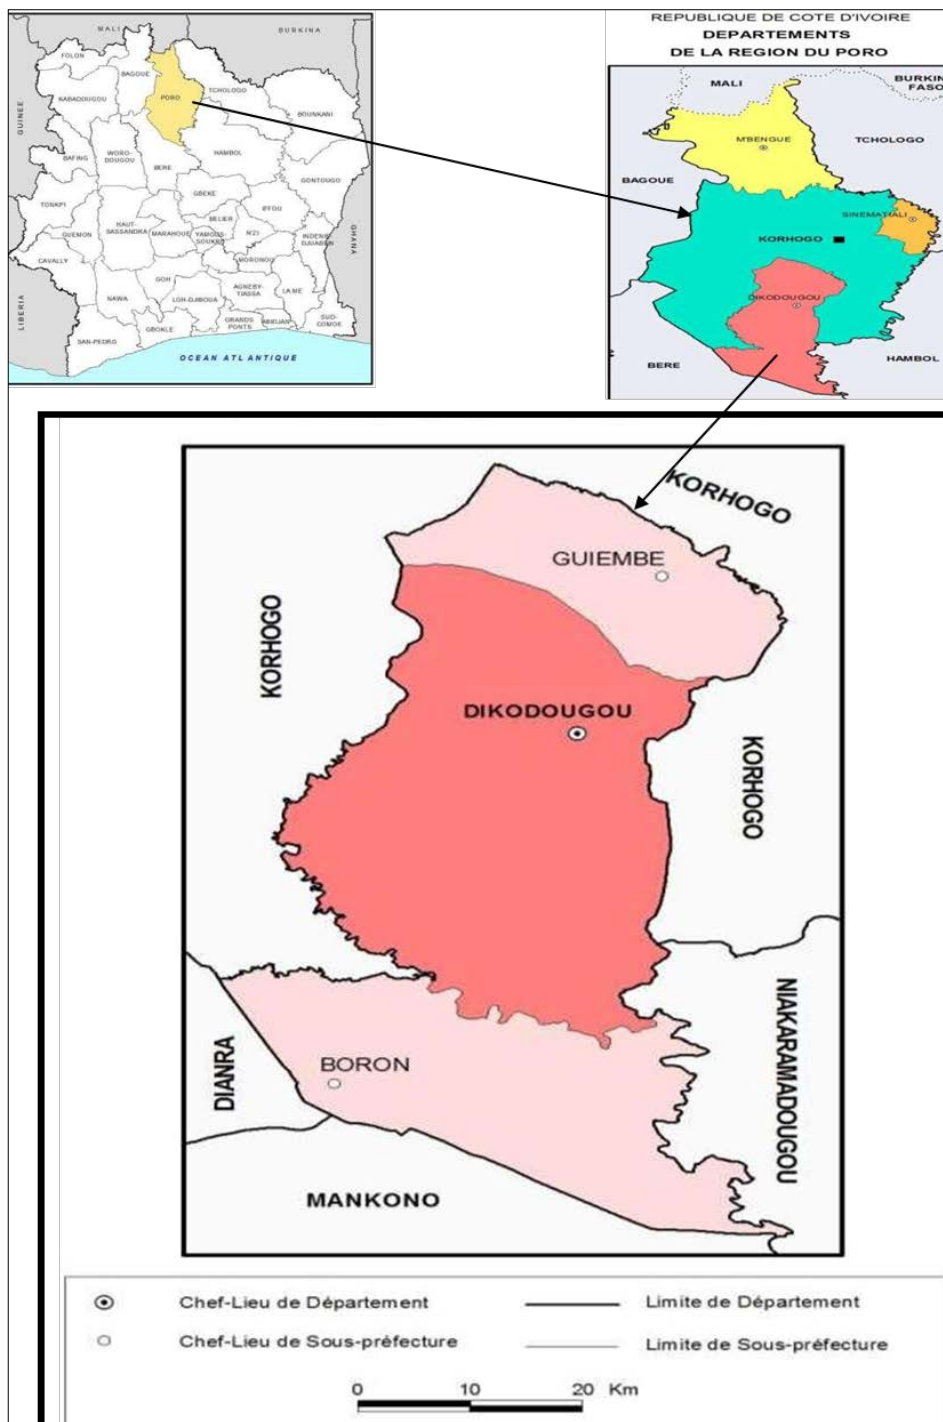 MALI
BURKINA
FOLON
BAGOUE
PORO
TCHOLOGO
KABADOUGOU
BOUNKANI
GUINEE
BAFING
WORO-
DOUGOU
BERE
HAMBOL
GONTOUGO
TONKPI
GBEKE
IFFOU
GUEMON
HAUT-
SASSANDRA
MARAHOUE
BELIER
YAMOUS-
SOUKRO
N'ZI
INDENIE-
DJUABLIN
GHANA
CAVALLY
MORONOU
GOH
NAWA
LOH-DJIBOUA
AGNEBY-
TIASSA
LA ME
LIBERIA
SAN-PEDRO
GBOKLE
GRANDS
PONTS
ABIDJAN
SUD-
COMOE
OCEAN ATLANTIQUE
REPUBLIQUE DE COTE D'IVOIRE
DEPARTEMENTS
DE LA REGION DU PORO
MALI
BURKIN
FASO
M'BENGUE
TCHOLOGO
BAGOUE
SINEMATIALI
KORHOGO
DIKODOUGOU
BERE
HAMBOL
KORHOGO
GUIEMBE
KORHOGO
DIKODOUGOU
KORHOGO
NIAKARAMADOUGOU
DIANRA
BORON
MANKONO
Chef-Lieu de Département
Limite de Département
Chef-Lieu de Sous-préfecture
Limite de Sous-préfecture
0 10 20 Km